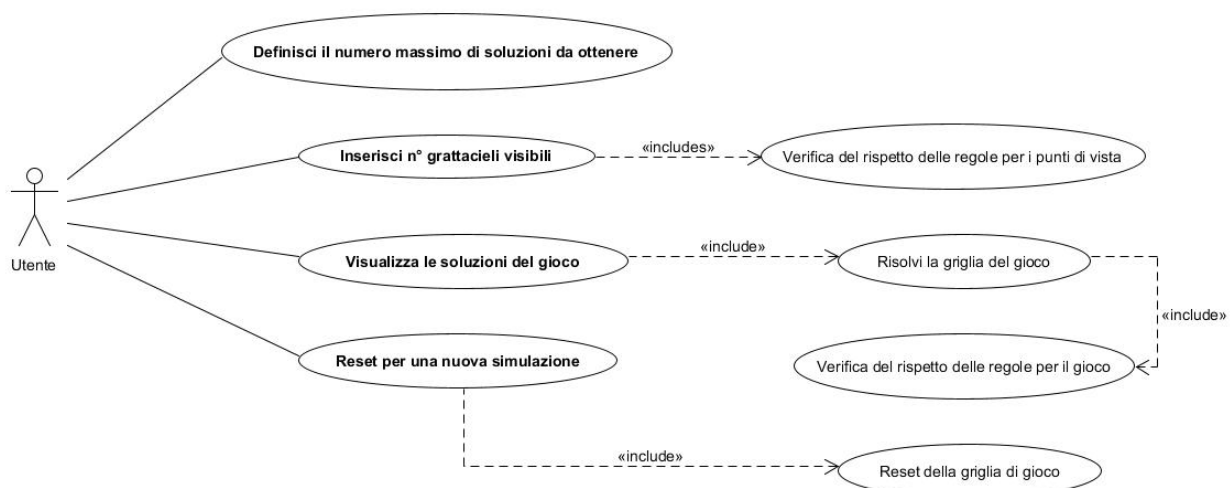 Definisci il numero massimo di soluzioni da ottenere
Inserisci n° grattacieli visibili
«includes»
Verifica del rispetto delle regole per i punti di vista
Utente
Visualizza le soluzioni del gioco
«include»
Risolvi la griglia del gioco
«include»
Reset per una nuova simulazione
Verifica del rispetto delle regole per il gioco
«include»
Reset della griglia di gioco